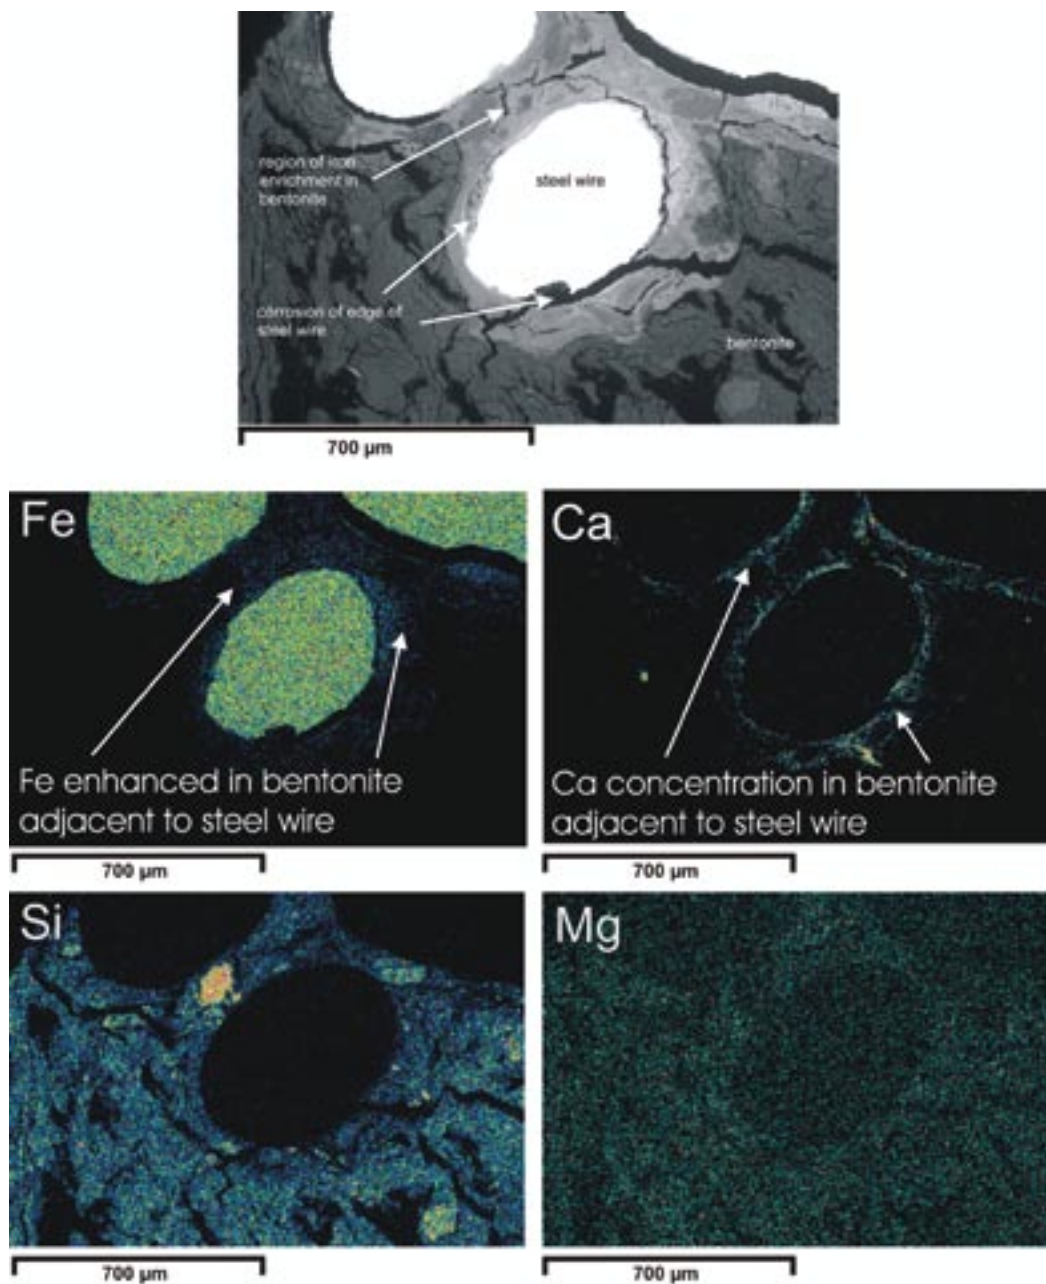 region of iron
enrichment in
bentonite
steel wire
corrosion of edge of
steel wire
bentonite
700 µm
Fe
Fe enhanced in bentonite
adjacent to steel wire
700 µm
Ca
Ca concentration in bentonite
adjacent to steel wire
700 µm
Si
700 µm
Mg
700 µm